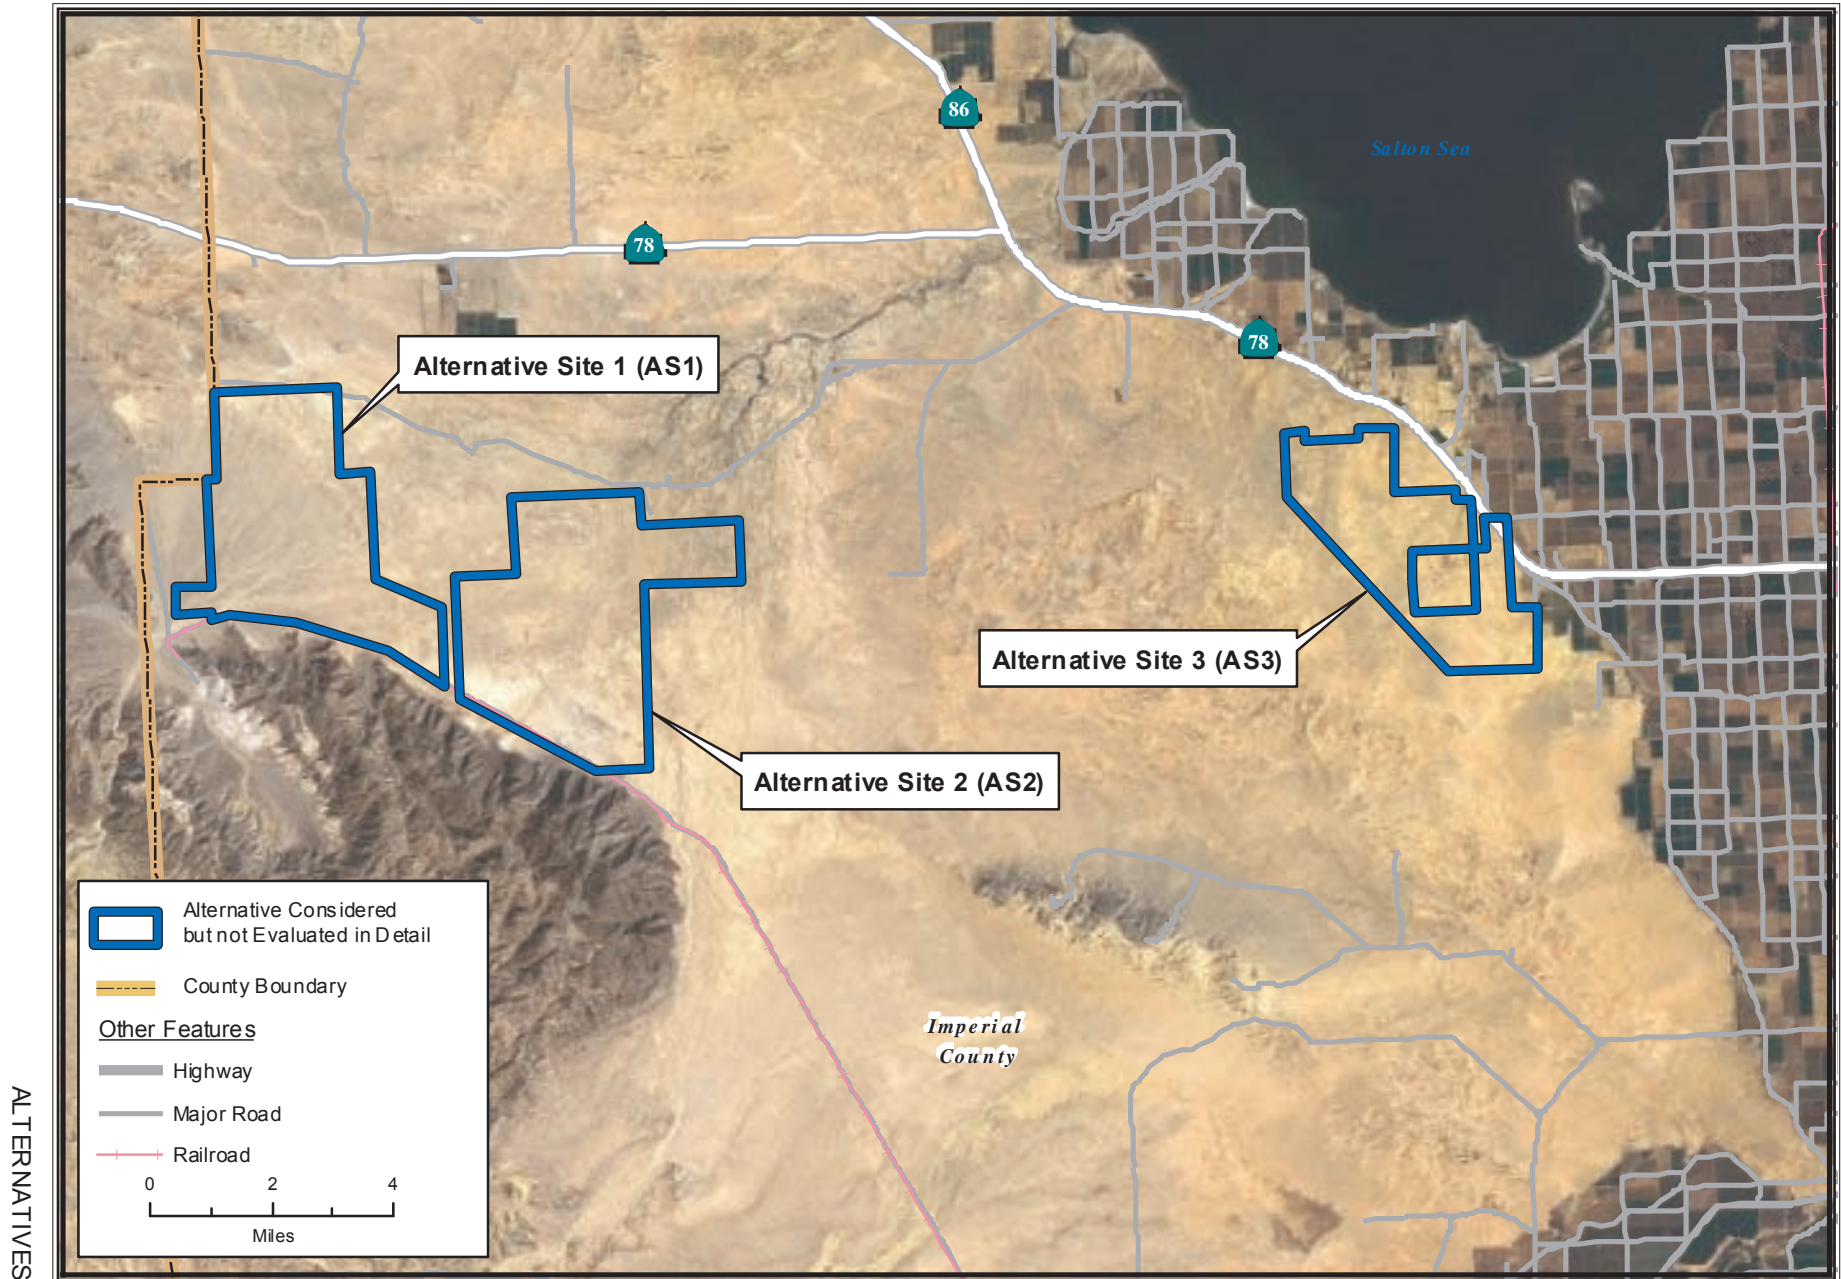 86
Salton Sea
78
78
Alternative Site 1 (AS1)
Alternative Site 3 (AS3)
Alternative Site 2 (AS2)
Alternative Considered
but not Evaluated in Detail
County Boundary
Other Features
Highway
Major Road
Railroad
0 2 4
Miles
Imperial
County
ALTERNATIVES